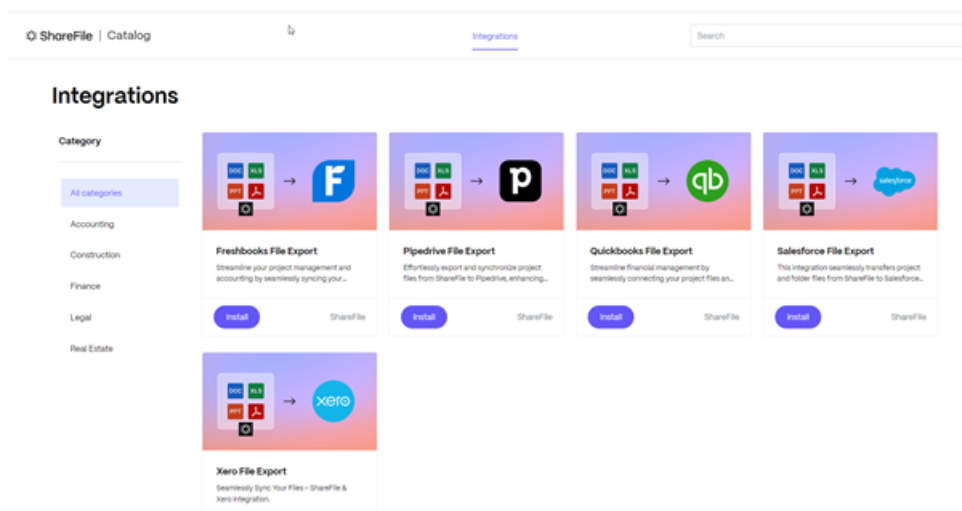 ShareFile | Catalog
Integrations
Search
Integrations
Category
All categories
Accounting
Construction
Finance
Legal
Real Estate
DOC XLS
PPT
F
Freshbooks File Export
Streamline your project management and
accounting by seamlessly syncing your...
Install
ShareFile
DOC XLS
PPT
p
Pipedrive File Export
Effortlessly export and synchronize project
files from ShareFile to Pipedrive, enhancing...
Install
ShareFile
DOC XLS
PPT
qb
Quickbooks File Export
Streamline financial management by
seamlessly connecting your project files an...
Install
ShareFile
DOC XLS
PPT
salesforce
Salesforce File Export
This integration seamlessly transfers project
and folder files from ShareFile to Salesforce...
Install
ShareFile
DOC XLS
PPT
xero
Xero File Export
Seamlessly Sync Your Files – ShareFile &
Xero Integration.